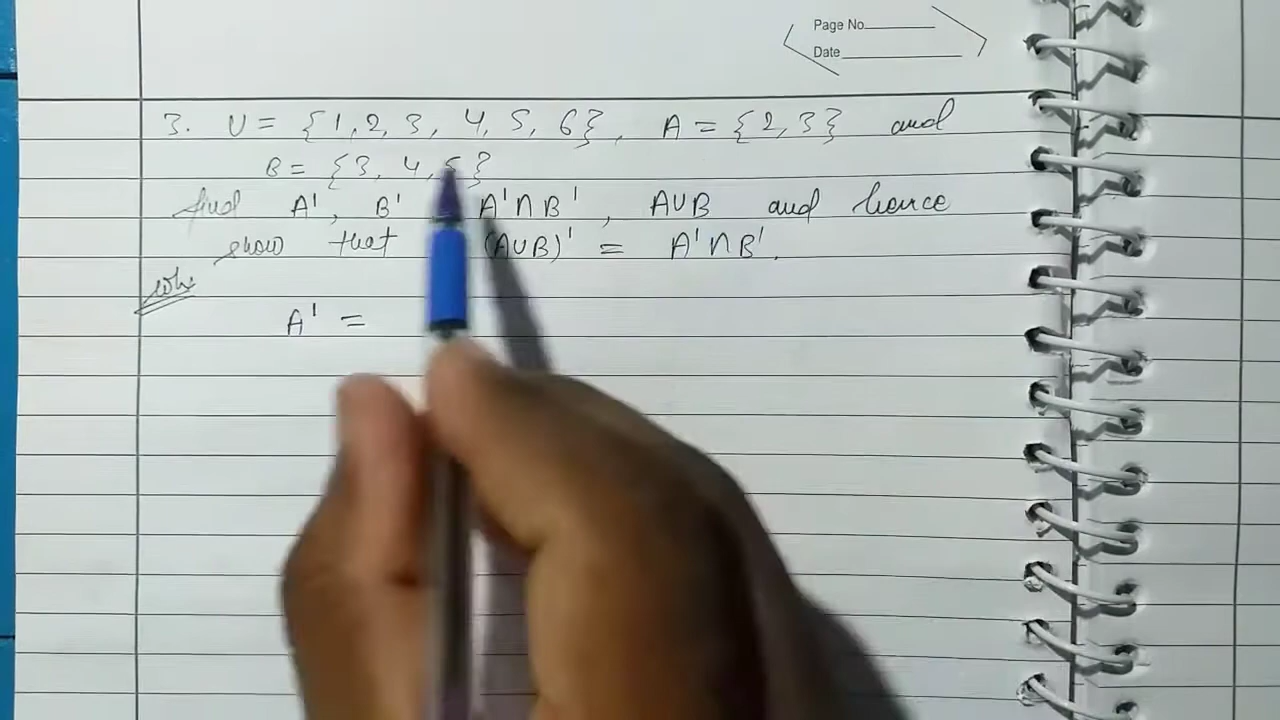 Page No
Date
3. U = {1, 2, 3, 4, 5, 6}, A = {2, 3} and
B = {3, 4, 5}
find A', B' A'∩B', A∪B and hence
show that (A∪B)' = A'∩B'.
Soln
A' =